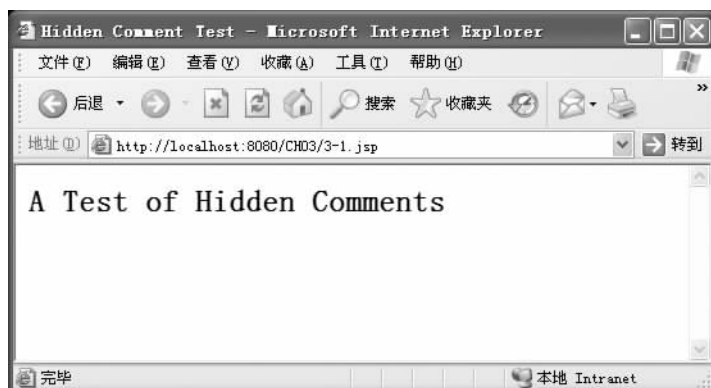 Hidden Comment Test - Microsoft Internet Explorer
文件(F) 编辑(E) 查看(V) 收藏(A) 工具(T) 帮助(H)
后退 搜索 收藏夹 »
地址(D) http://localhost:8080/CH03/3-1.jsp 转到
A Test of Hidden Comments
完毕 本地 Intranet